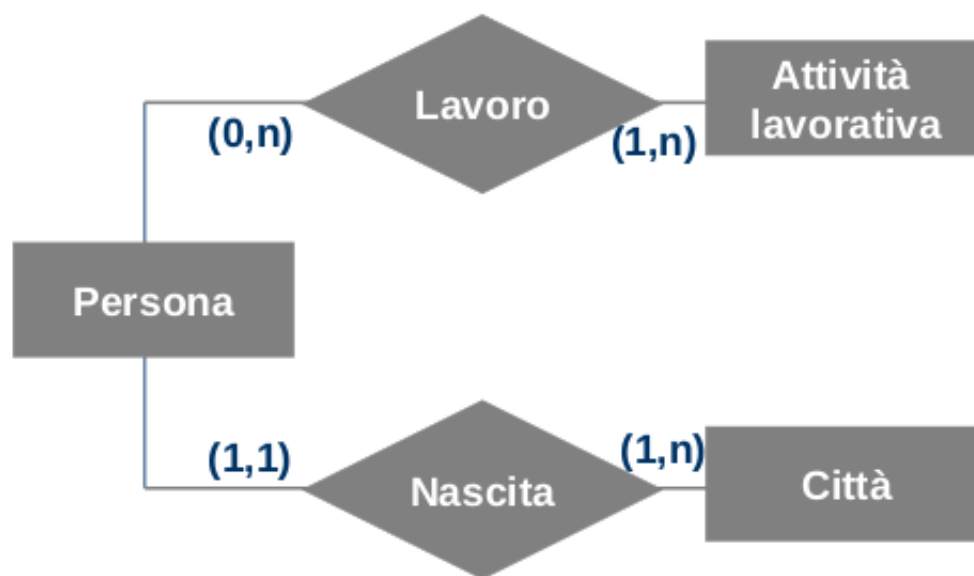 Attività
lavorativa
Lavoro
(0,n)
(1,n)
Persona
(1,1)
(1,n)
Nascita
Città